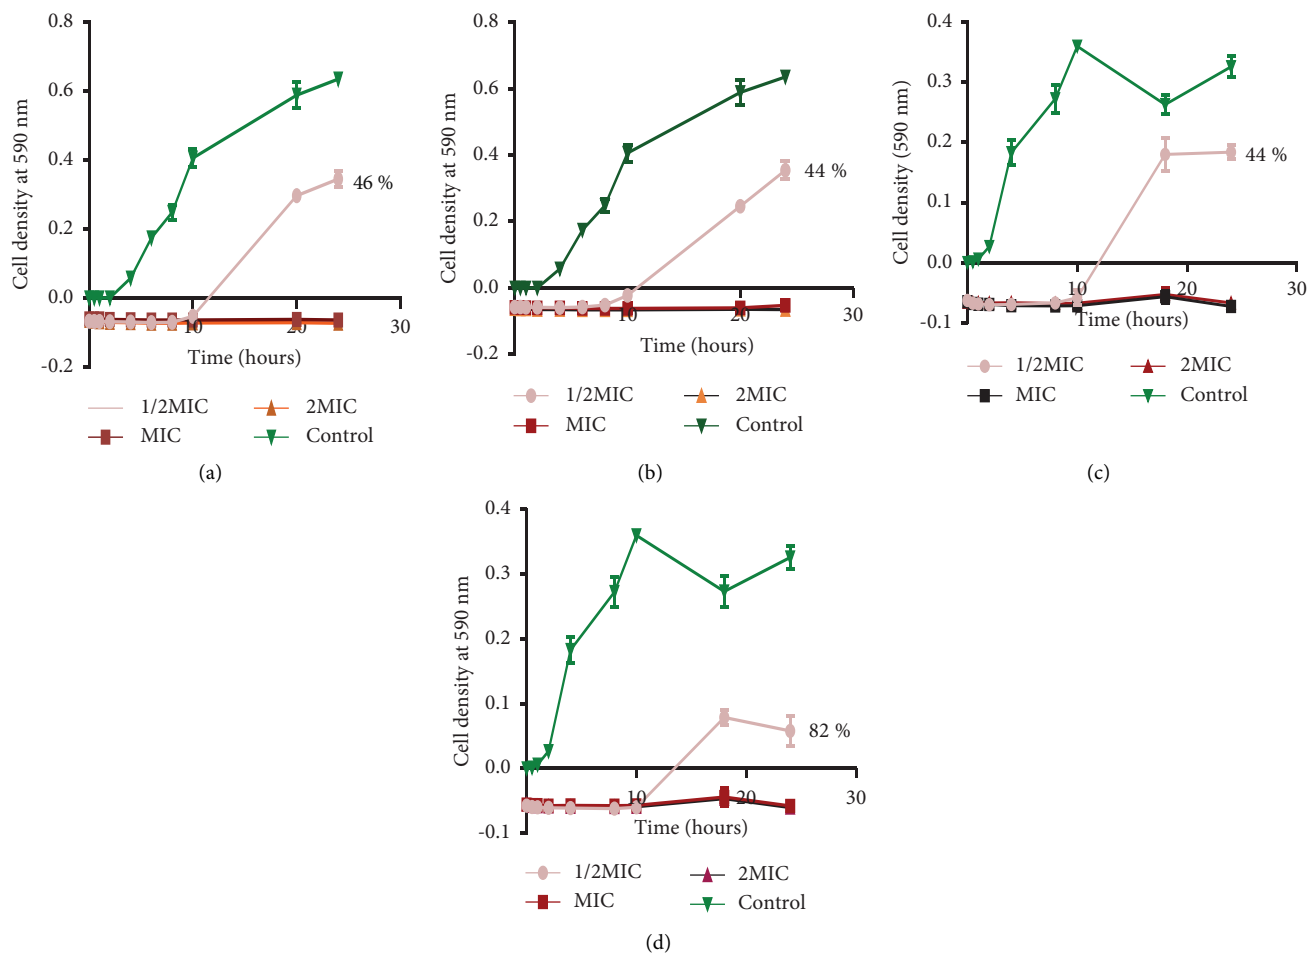 Cell density at 590 nm
0.8
0.6
0.4
0.2
0.0
-0.2
10
20
30
Time (hours)
46 %
1/2MIC
2MIC
MIC
Control
(a)
Cell density at 590 nm
0.8
0.6
0.4
0.2
0.0
-0.2
10
20
30
Time (hours)
44 %
1/2MIC
2MIC
MIC
Control
(b)
Cell density (590 nm)
0.4
0.3
0.2
0.1
0.0
-0.1
10
20
30
Time (hours)
44 %
1/2MIC
2MIC
MIC
Control
(c)
Cell density at 590 nm
0.4
0.3
0.2
0.1
0.0
-0.1
10
20
30
Time (hours)
82 %
1/2MIC
2MIC
MIC
Control
(d)